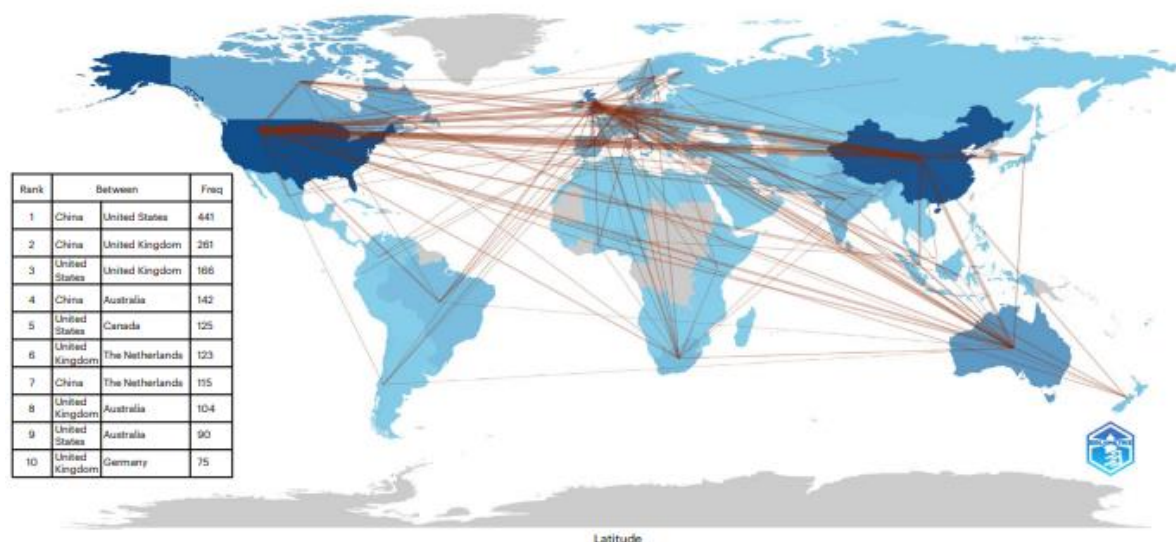 Rank Between Freq
1 China United States 441
2 China United Kingdom 261
3 United States United Kingdom 166
4 China Australia 142
5 United States Canada 125
6 United Kingdom The Netherlands 123
7 China The Netherlands 115
8 United Kingdom Australia 104
9 United States Australia 90
10 United Kingdom Germany 75
Latitude